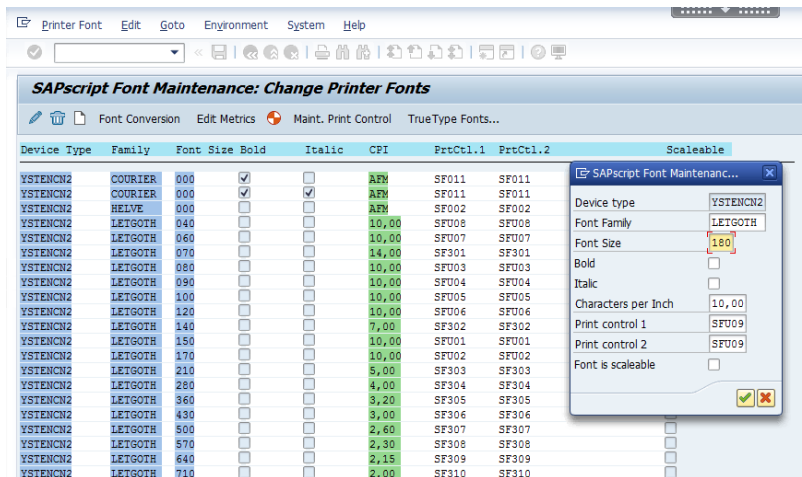 Printer Font Edit Goto Environment System Help
SAPscript Font Maintenance: Change Printer Fonts
Font Conversion Edit Metrics Maint. Print Control TrueType Fonts...
Device Type Family Font Size Bold Italic CPI PrtCtl.1 PrtCtl.2 Scaleable
YSTENCN2 COURIER 000 AFM SF011 SF011
YSTENCN2 COURIER 000 AFM SF011 SF011
YSTENCN2 HELVE 000 AFM SF002 SF002
YSTENCN2 LETGOTH 040 10,00 SFU08 SFU08
YSTENCN2 LETGOTH 060 10,00 SFU07 SFU07
YSTENCN2 LETGOTH 070 14,00 SF301 SF301
YSTENCN2 LETGOTH 080 10,00 SFU03 SFU03
YSTENCN2 LETGOTH 090 10,00 SFU04 SFU04
YSTENCN2 LETGOTH 100 10,00 SFU05 SFU05
YSTENCN2 LETGOTH 120 10,00 SFU06 SFU06
YSTENCN2 LETGOTH 140 7,00 SF302 SF302
YSTENCN2 LETGOTH 150 10,00 SFU01 SFU01
YSTENCN2 LETGOTH 170 10,00 SFU02 SFU02
YSTENCN2 LETGOTH 210 5,00 SF303 SF303
YSTENCN2 LETGOTH 280 4,00 SF304 SF304
YSTENCN2 LETGOTH 360 3,20 SF305 SF305
YSTENCN2 LETGOTH 430 3,00 SF306 SF306
YSTENCN2 LETGOTH 500 2,60 SF307 SF307
YSTENCN2 LETGOTH 570 2,30 SF308 SF308
YSTENCN2 LETGOTH 640 2,15 SF309 SF309
YSTENCN2 LETGOTH 710 2,00 SF310 SF310
SAPscript Font Maintenanc...
Device type YSTENCN2
Font Family LETGOTH
Font Size 180
Bold
Italic
Characters per Inch 10,00
Print control 1 SFU09
Print control 2 SFU09
Font is scaleable